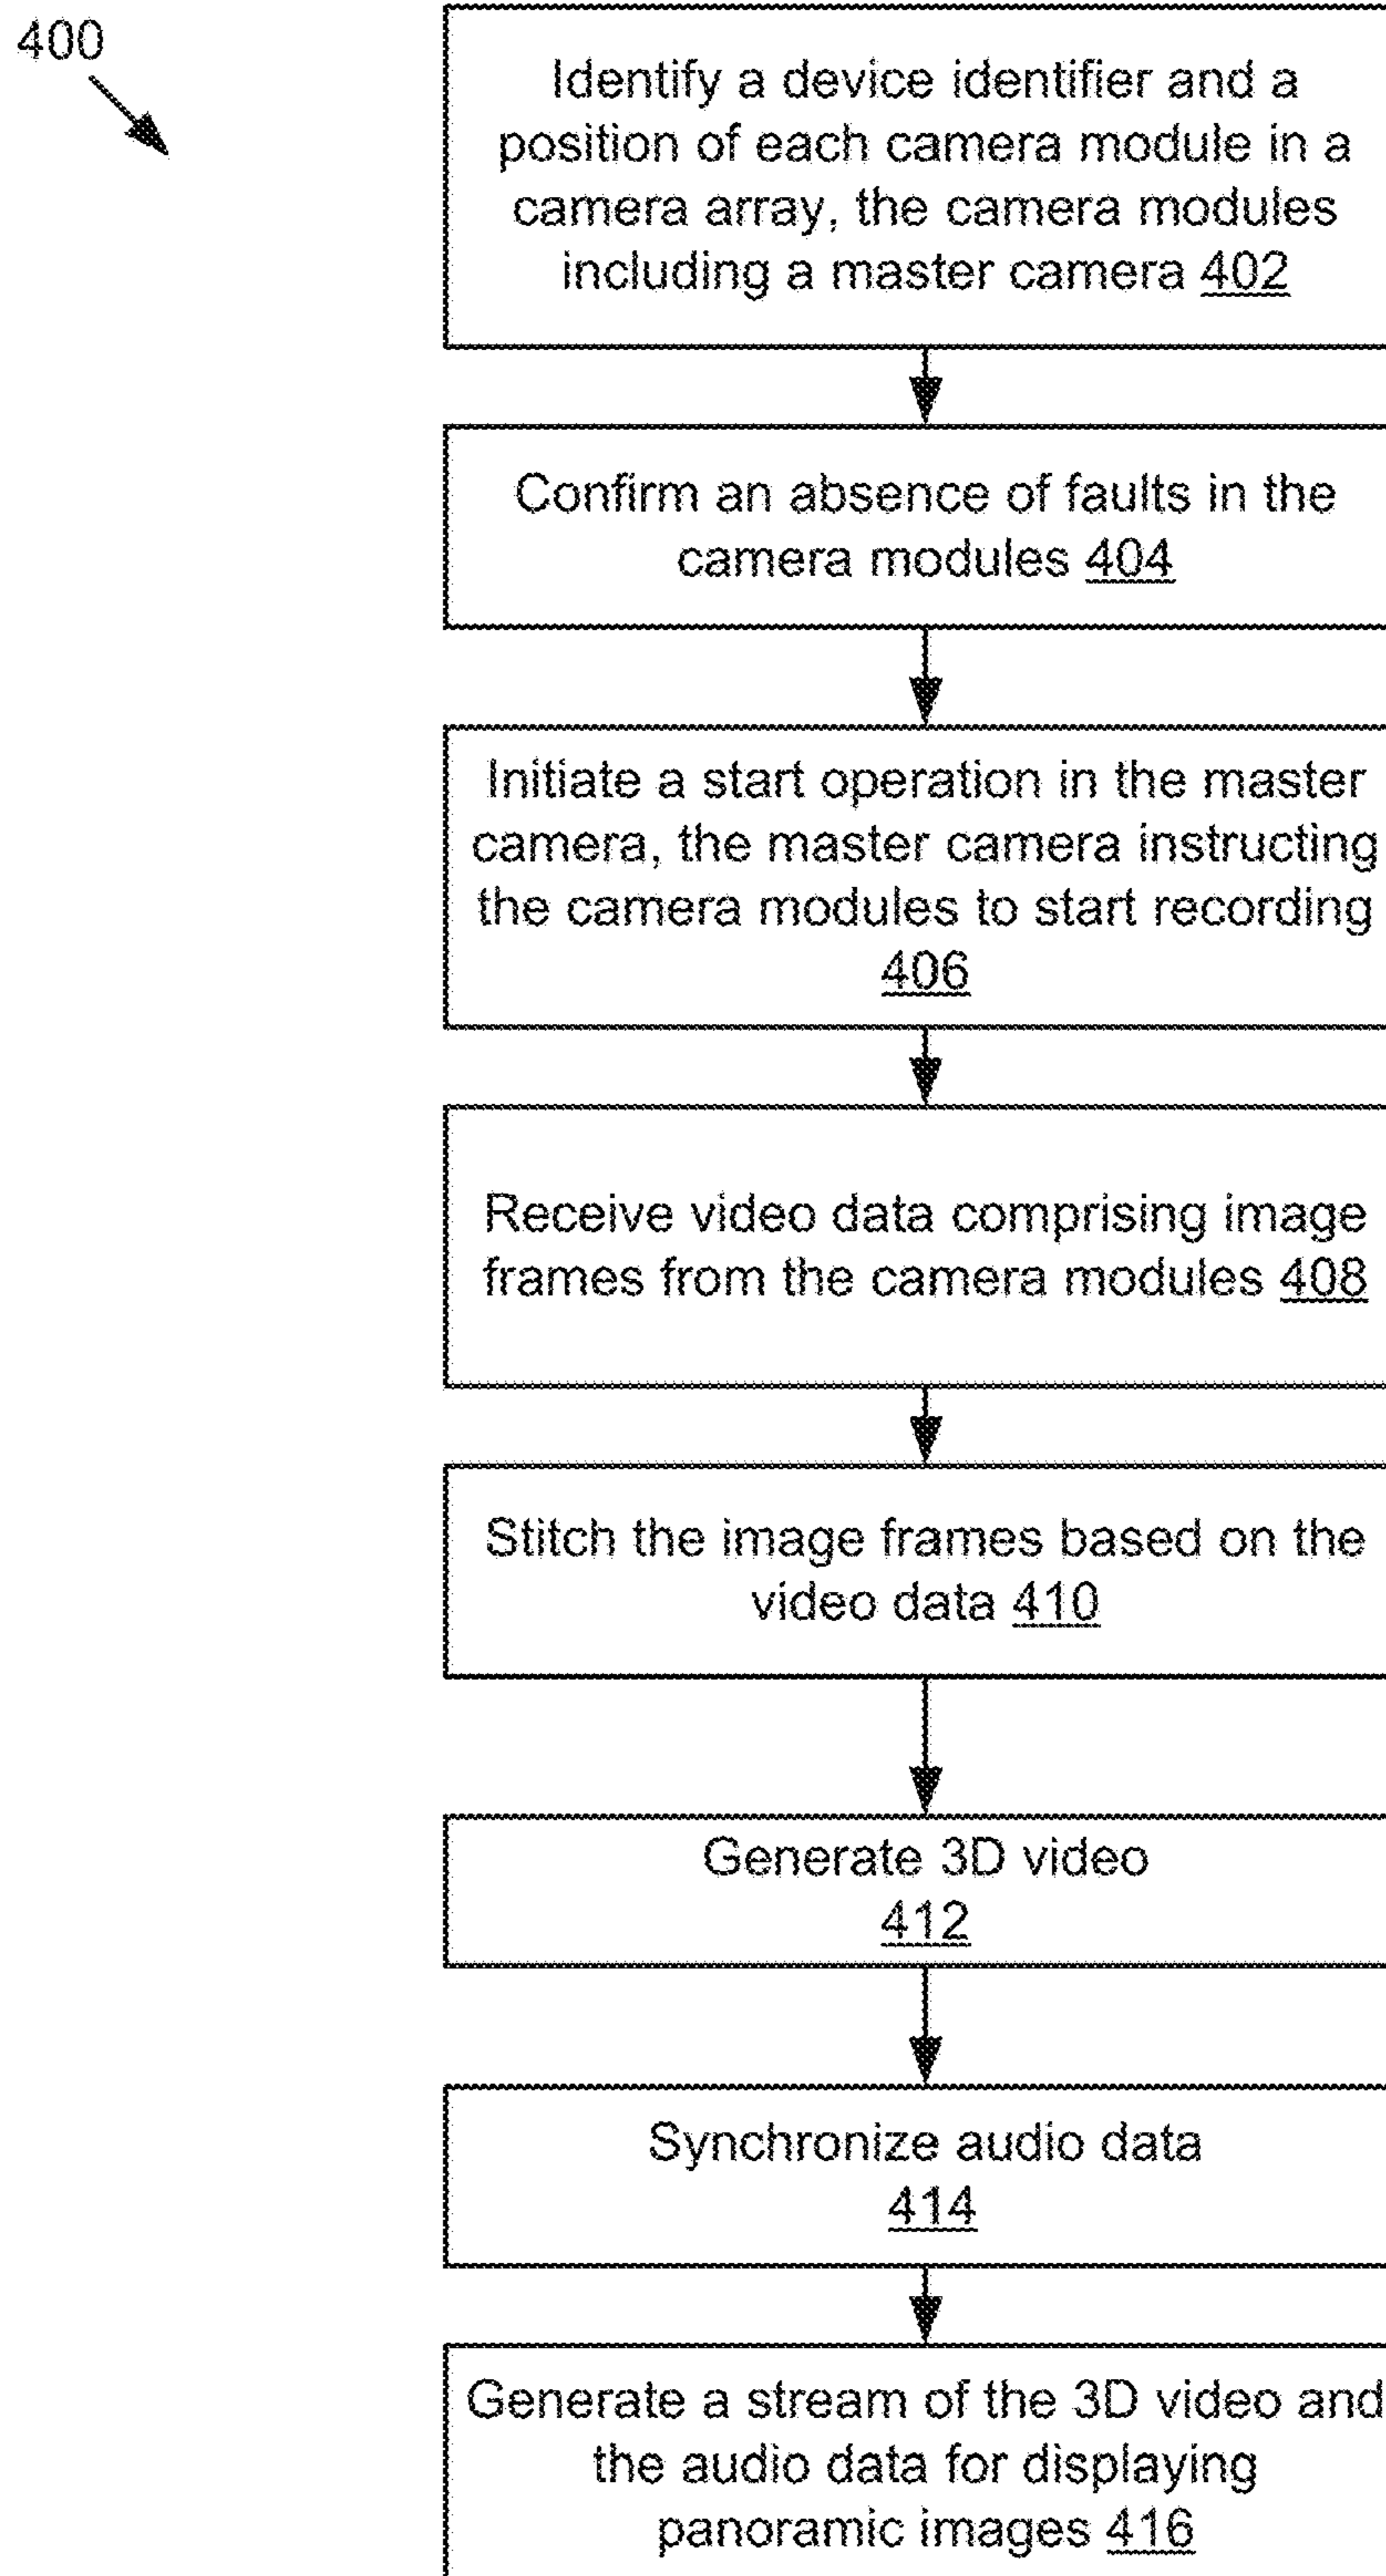 400
Identify a device identifier and a
position of each camera module in a
camera array, the camera modules
including a master camera 402
Confirm an absence of faults in the
camera modules 404
Initiate a start operation in the master
camera, the master camera instructing
the camera modules to start recording
406
Receive video data comprising image
frames from the camera modules 408
Stitch the image frames based on the
video data 410
Generate 3D video
412
Synchronize audio data
414
Generate a stream of the 3D video and
the audio data for displaying
panoramic images 416